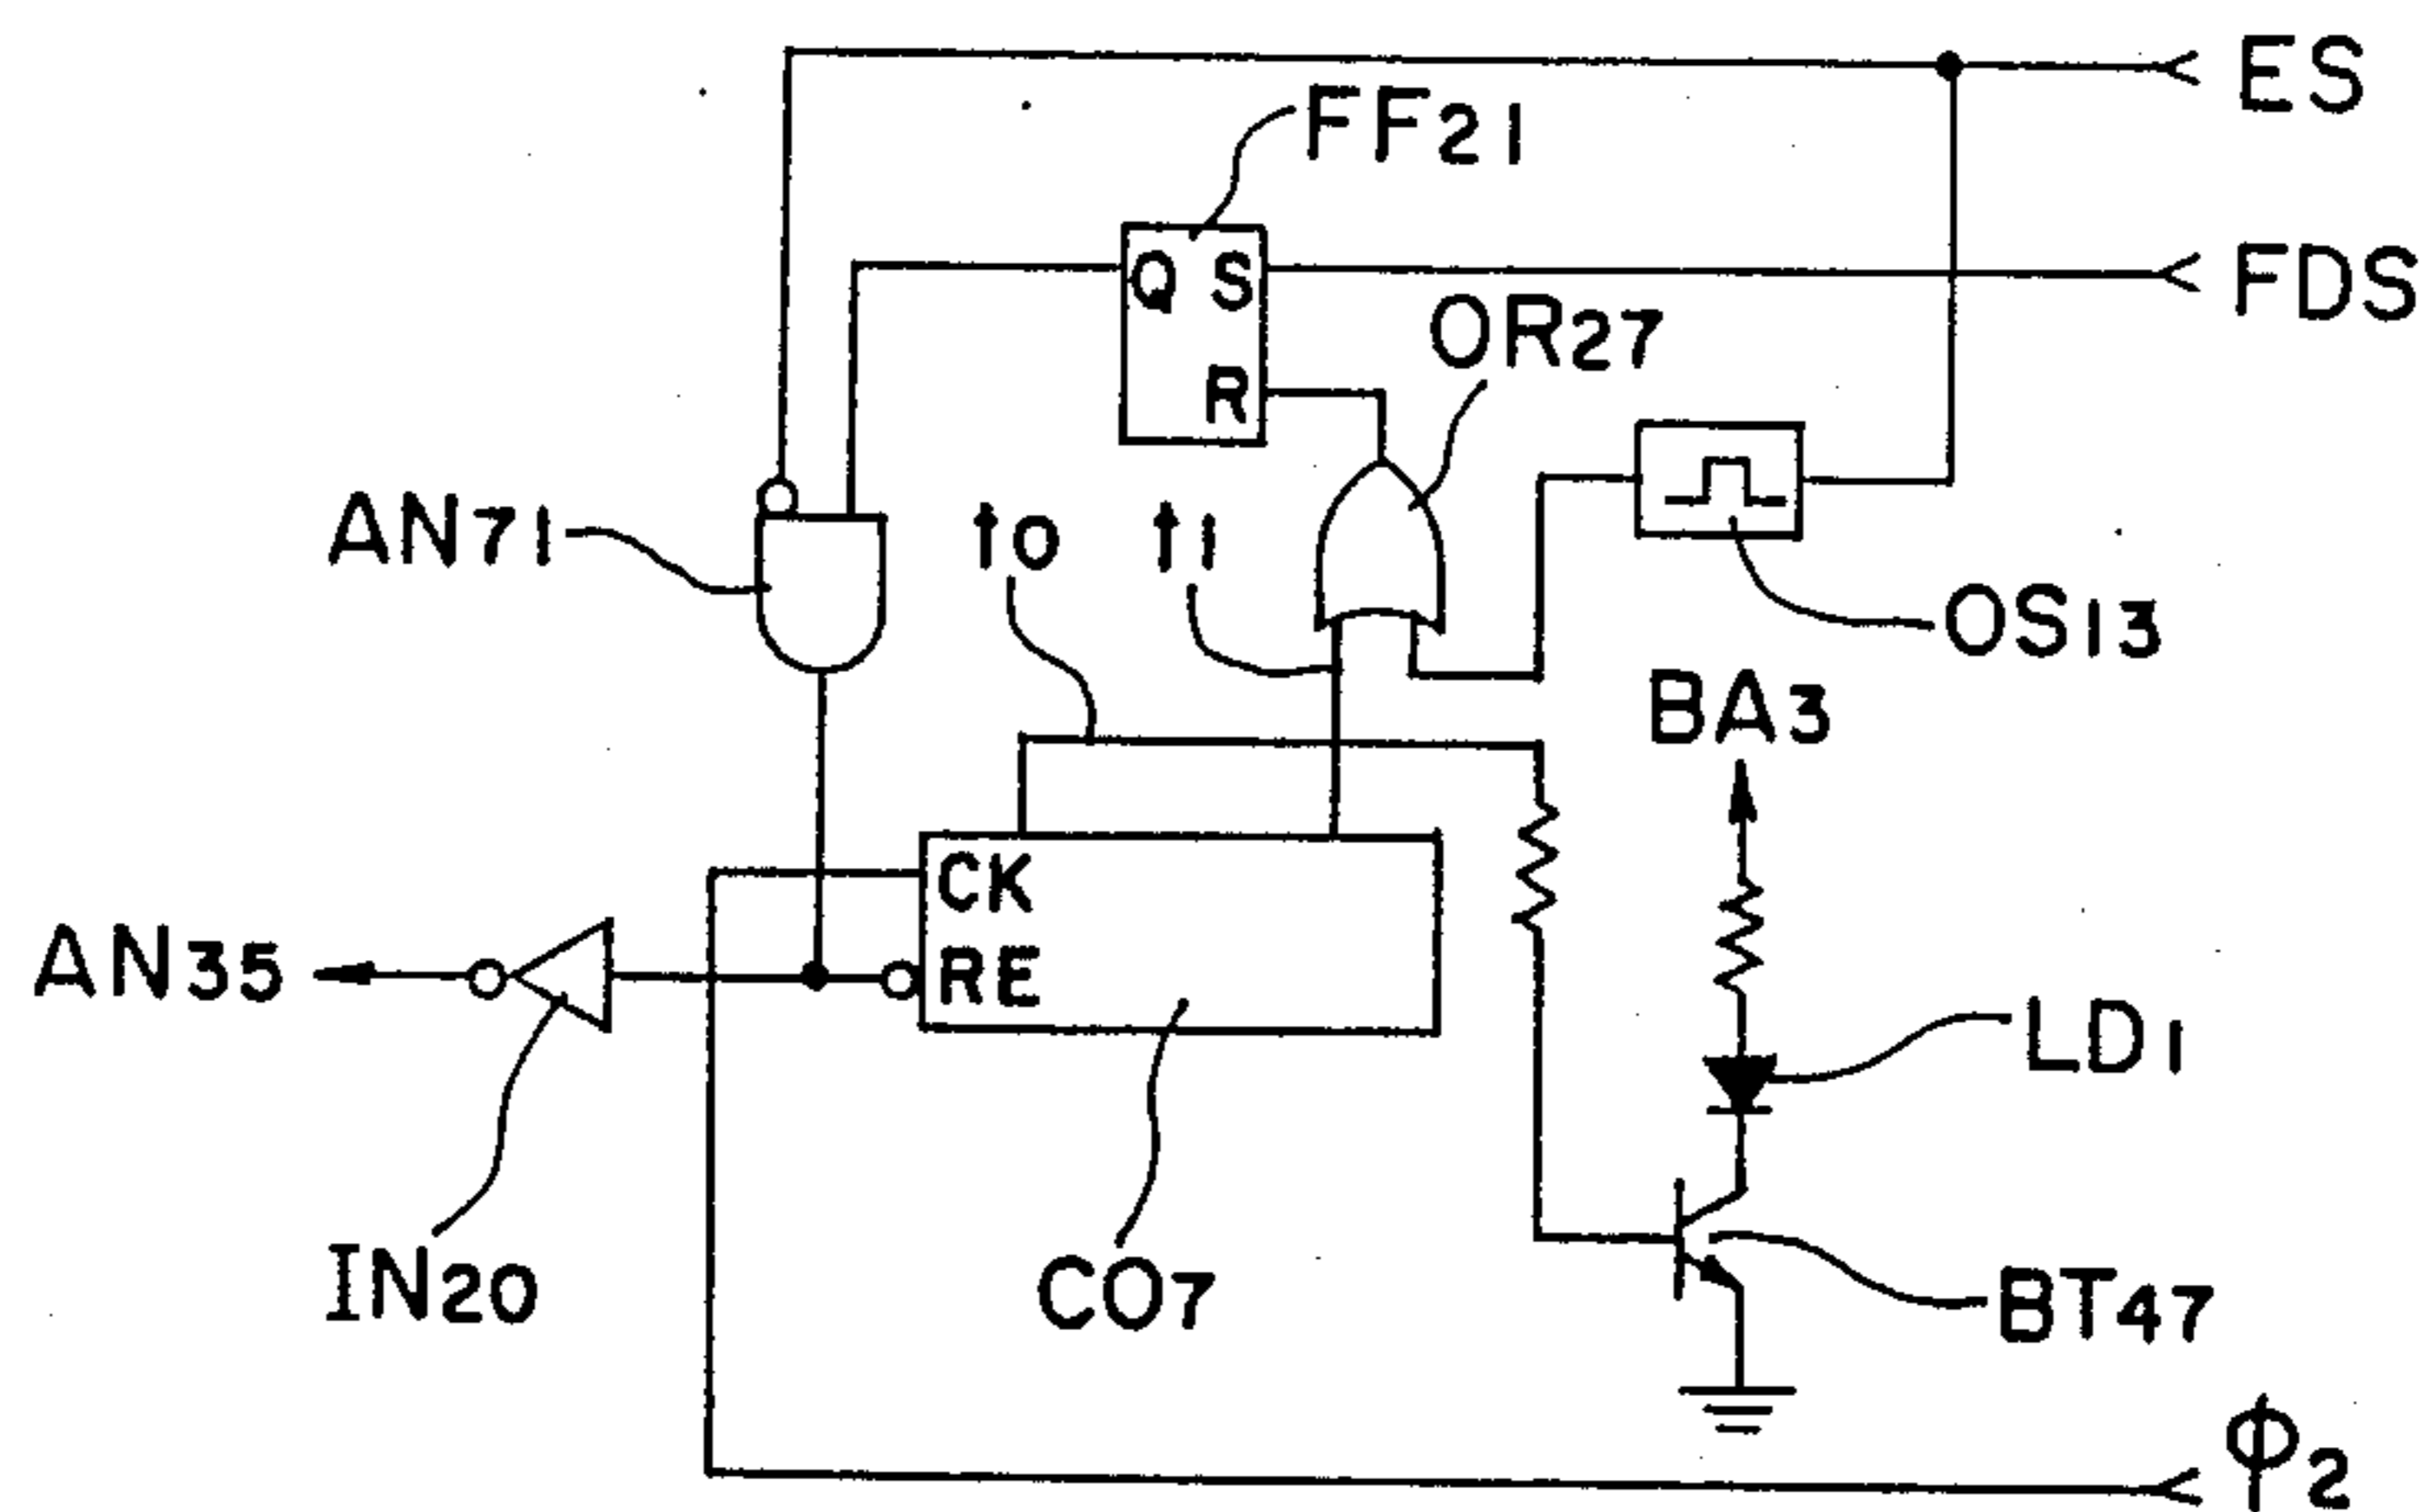 ES
FF21
Q S
FDS
OR27
R
AN71
t0
t1
OS13
BA3
CK
AN35
RE
LD1
IN20
CO7
BT47
ϕ2